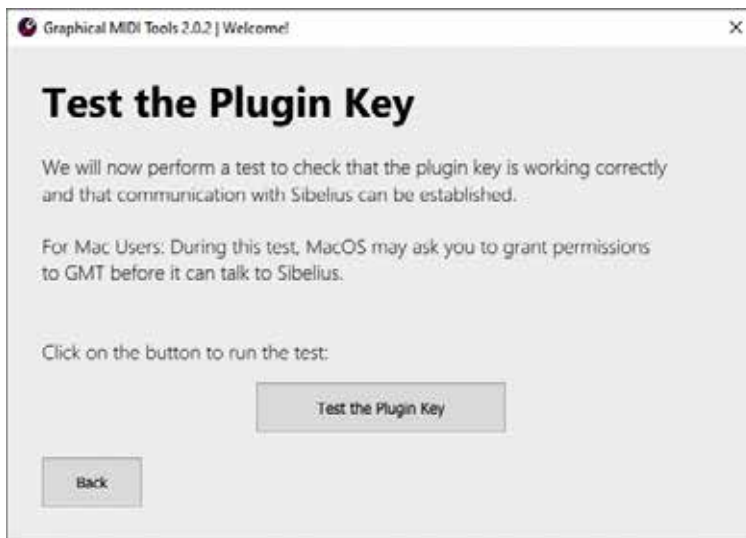 Graphical MIDI Tools 2.0.2 | Welcome!
Test the Plugin Key
We will now perform a test to check that the plugin key is working correctly
and that communication with Sibelius can be established.
For Mac Users: During this test, MacOS may ask you to grant permissions
to GMT before it can talk to Sibelius.
Click on the button to run the test:
Test the Plugin Key
Back